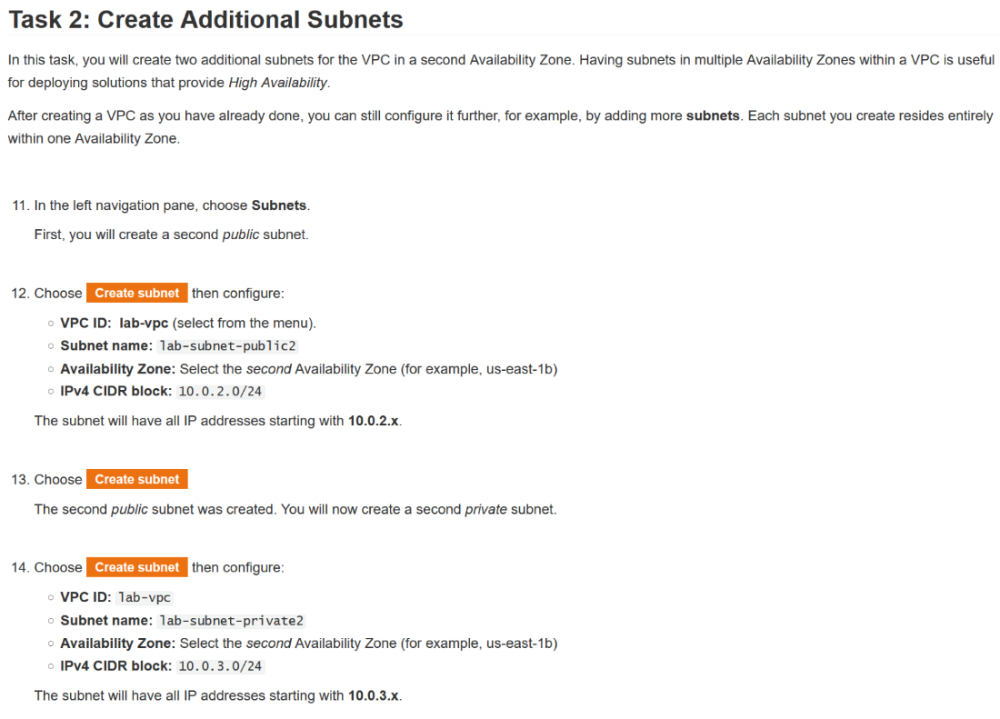 Task 2: Create Additional Subnets
In this task, you will create two additional subnets for the VPC in a second Availability Zone. Having subnets in multiple Availability Zones within a VPC is useful
for deploying solutions that provide High Availability.
After creating a VPC as you have already done, you can still configure it further, for example, by adding more subnets. Each subnet you create resides entirely
within one Availability Zone.
11. In the left navigation pane, choose Subnets.
First, you will create a second public subnet.
12. Choose Create subnet then configure:
○ VPC ID: lab-vpc (select from the menu).
○ Subnet name: lab-subnet-public2
○ Availability Zone: Select the second Availability Zone (for example, us-east-1b)
○ IPv4 CIDR block: 10.0.2.0/24
The subnet will have all IP addresses starting with 10.0.2.x.
13. Choose Create subnet
The second public subnet was created. You will now create a second private subnet.
14. Choose Create subnet then configure:
○ VPC ID: lab-vpc
○ Subnet name: lab-subnet-private2
○ Availability Zone: Select the second Availability Zone (for example, us-east-1b)
○ IPv4 CIDR block: 10.0.3.0/24
The subnet will have all IP addresses starting with 10.0.3.x.